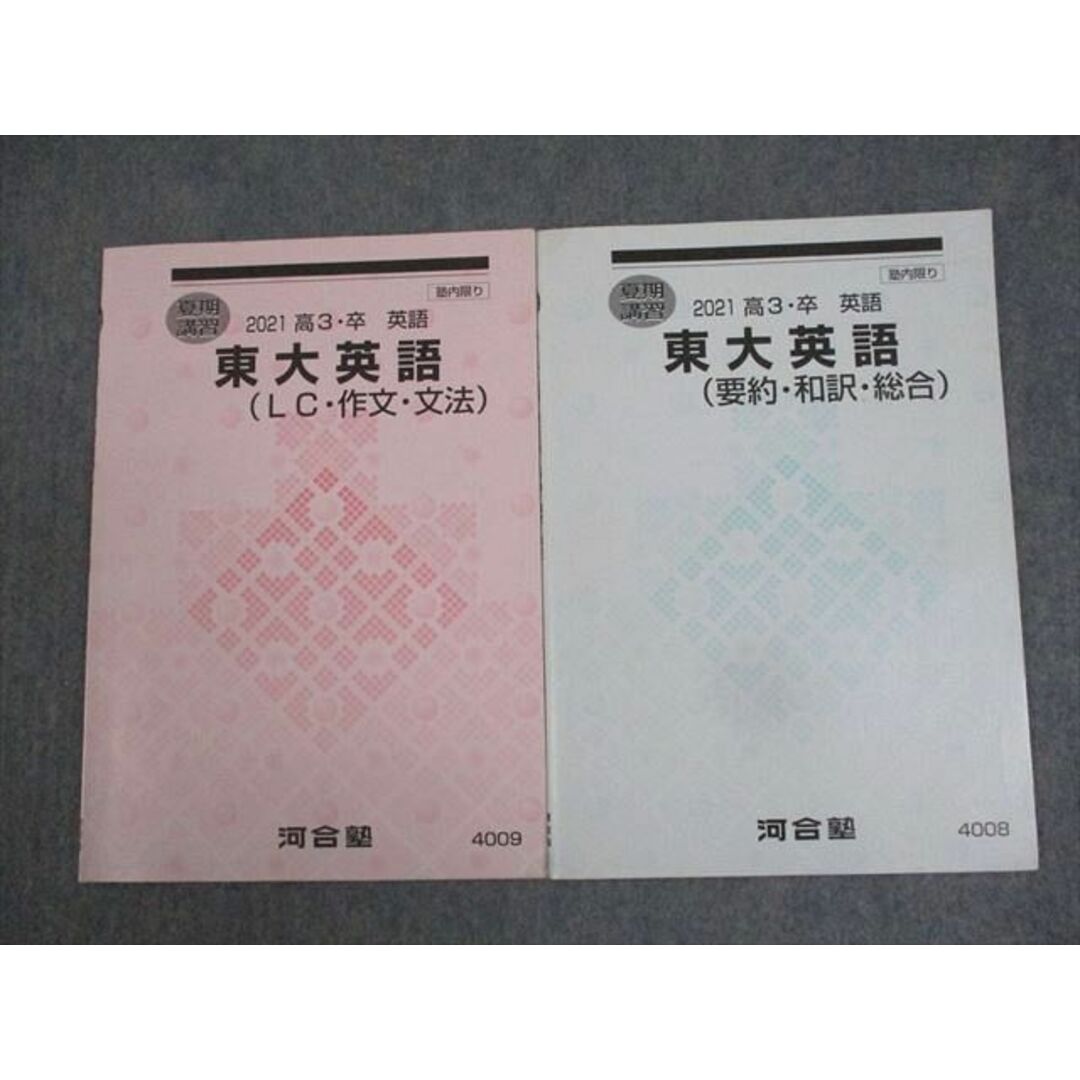 塾内限り
夏期
講習
2021 高3・卒 英語
東大英語
(LC・作文・文法)
河合塾
4009
塾内限り
夏期
講習
2021 高3・卒 英語
東大英語
(要約・和訳・総合)
河合塾
4008